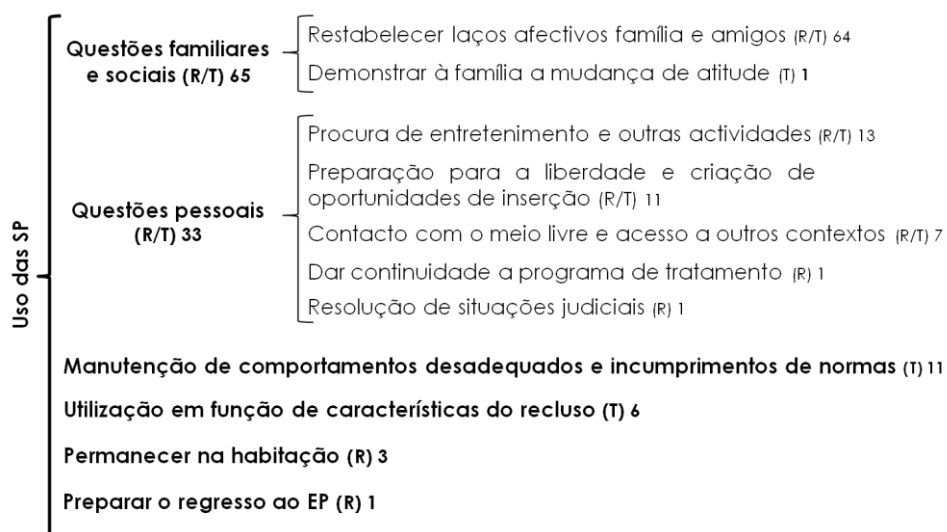 Uso das SP
Questões familiares
e sociais (R/T) 65
Restabelecer laços afectivos família e amigos (R/T) 64
Demonstrar à família a mudança de atitude (T) 1
Questões pessoais
(R/T) 33
Procura de entretenimento e outras actividades (R/T) 13
Preparação para a liberdade e criação de
oportunidades de inserção (R/T) 11
Contacto com o meio livre e acesso a outros contextos (R/T) 7
Dar continuidade a programa de tratamento (R) 1
Resolução de situações judiciais (R) 1
Manutenção de comportamentos desadequados e incumprimentos de normas (T) 11
Utilização em função de características do recluso (T) 6
Permanecer na habitação (R) 3
Preparar o regresso ao EP (R) 1